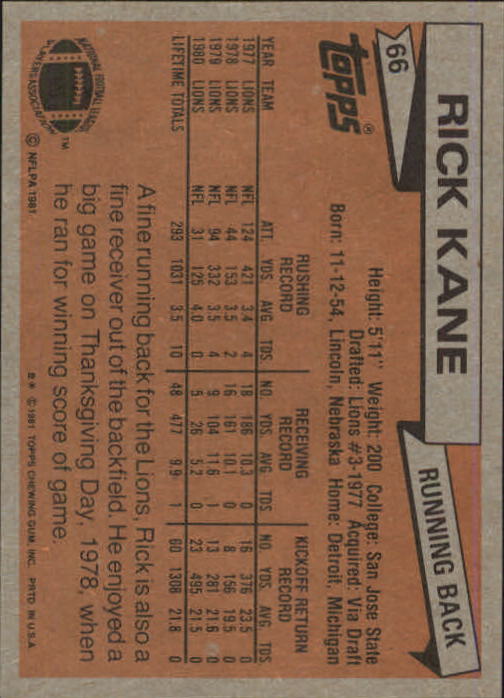 66
RICK KANE
RUNNING BACK
topps®
Height: 5'11" Weight: 200 College: San Jose State
Drafted: Lions #3-1977 Acquired: Via Draft
Born: 11-12-54, Lincoln, Nebraska Home: Detroit, Michigan
RUSHING RECORD RECEIVING RECORD KICKOFF RETURN RECORD
YEAR TEAM ATT. YDS. AVG. TDS. NO. YDS. AVG. TDS. NO. YDS. AVG. TDS.
1977 LIONS NFL 124 421 3.4 4 18 186 10.3 0 16 376 23.5 0
1978 LIONS NFL 44 153 3.5 2 16 161 10.1 0 8 156 19.5 0
1979 LIONS NFL 94 332 3.5 4 9 104 11.6 1 13 281 21.6 0
1980 LIONS NFL 31 125 4.0 0 5 26 5.2 0 23 495 21.5 0
LIFETIME TOTALS 293 1031 3.5 10 48 477 9.9 1 60 1308 21.8 0
A fine running back for the Lions, Rick is also a
fine receiver out of the backfield. He enjoyed a
big game on Thanksgiving Day, 1978, when
he ran for winning score of game.
NATIONAL FOOTBALL LEAGUE
PLAYERS ASSOCIATION
TM
© NFLPA 1981
B* © 1981 TOPPS CHEWING GUM, INC. PRTD. IN U.S.A.